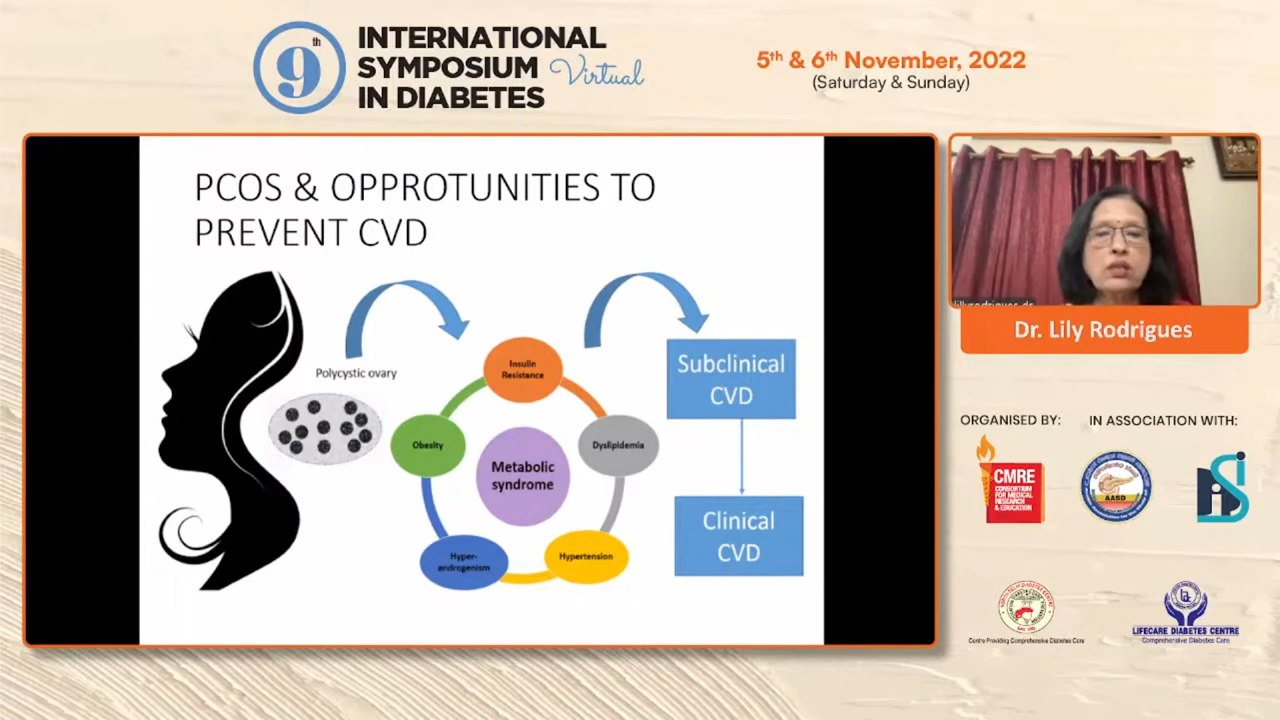 9th
INTERNATIONAL
SYMPOSIUM Virtual
IN DIABETES
5th & 6th November, 2022
(Saturday & Sunday)
PCOS & OPPROTUNITIES TO
PREVENT CVD
Polycystic ovary
Insulin
Resistance
Obesity
Dyslipidemia
Metabolic
syndrome
Hyper-
androgenism
Hypertension
Subclinical
CVD
Clinical
CVD
lillyrodrigues dr
Dr. Lily Rodrigues
ORGANISED BY:
IN ASSOCIATION WITH:
CMRE
CONSORTIUM
FOR MEDICAL
RESEARCH
& EDUCATION
AASD
Centre Providing Comprehensive Diabetes Care
LIFECARE DIABETES CENTRE
Comprehensive Diabetes Care